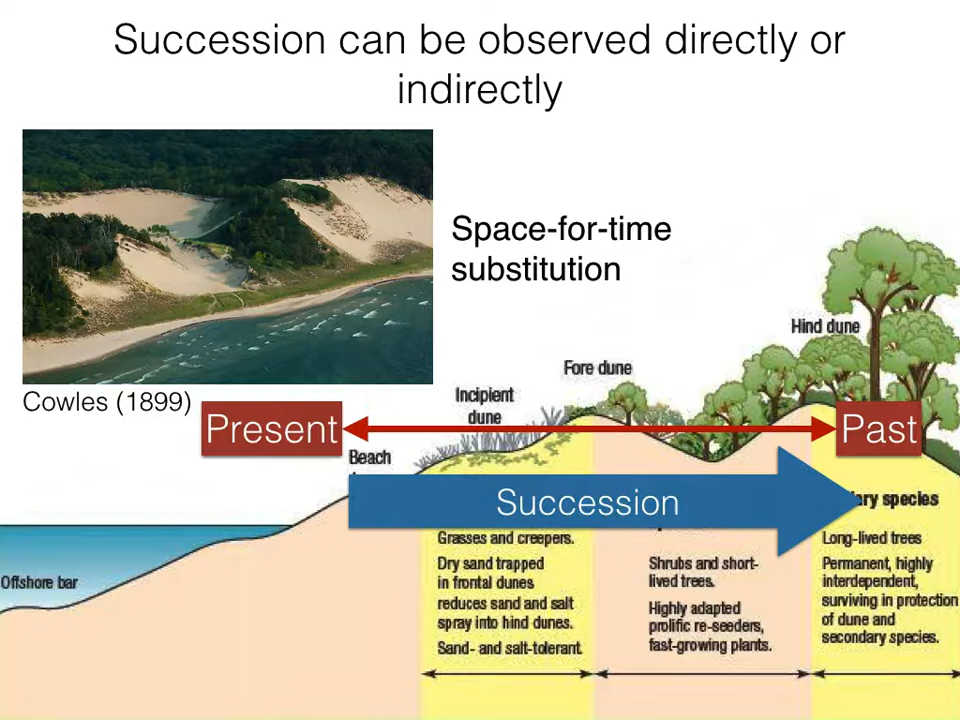 Succession can be observed directly or
indirectly
Space-for-time
substitution
Cowles (1899)
Hind dune
Fore dune
Incipient
dune
Present
Past
Beach
Succession
ary species
Offshore bar
Grasses and creepers.
Dry sand trapped
in frontal dunes
reduces sand and salt
spray into hind dunes.
Sand- and salt-tolerant.
Shrubs and short-
lived trees.
Highly adapted
prolific re-seeders,
fast-growing plants.
Long-lived trees
Permanent, highly
interdependent,
surviving in protection
of dune and
secondary species.